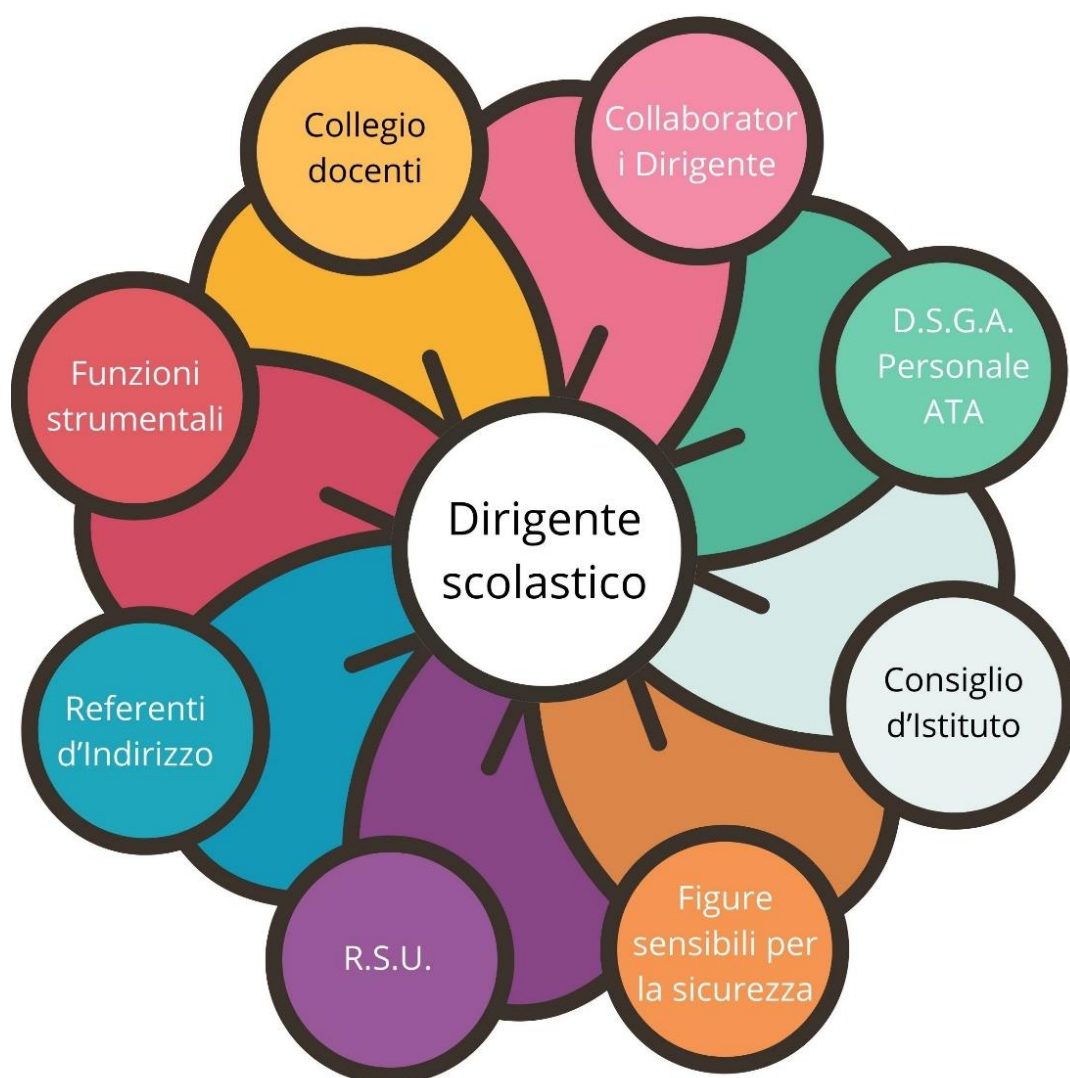 Collegio
docenti
Collaborator
i Dirigente
D.S.G.A.
Personale
ATA
Funzioni
strumentali
Dirigente
scolastico
Consiglio
d’Istituto
Referenti
d’Indirizzo
Figure
sensibili per
la sicurezza
R.S.U.